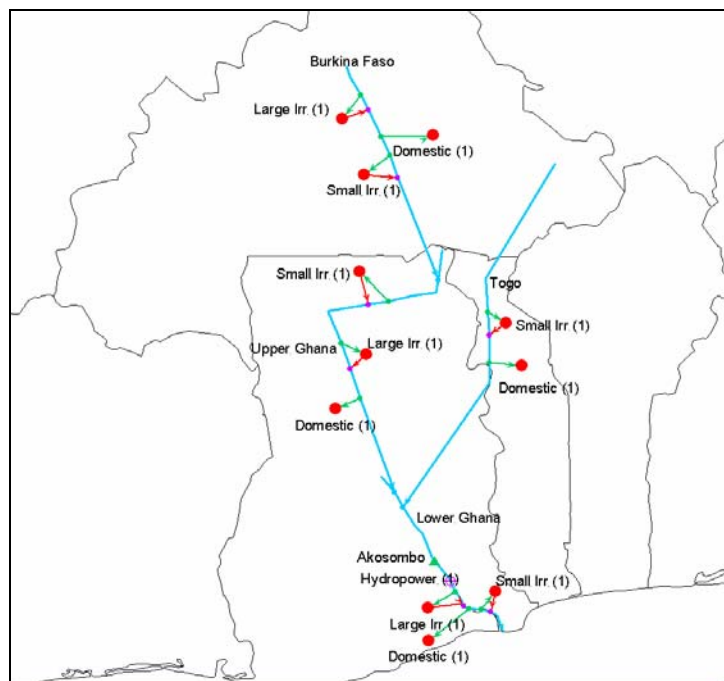 Burkina Faso
Large Irr (1)
Domestic (1)
Small Irr (1)
Small Irr (1)
Togo
Small Irr (1)
Upper Ghana
Large Irr (1)
Domestic (1)
Domestic (1)
Lower Ghana
Akosombo
Hydropower (1)
Small Irr (1)
Large Irr (1)
Domestic (1)